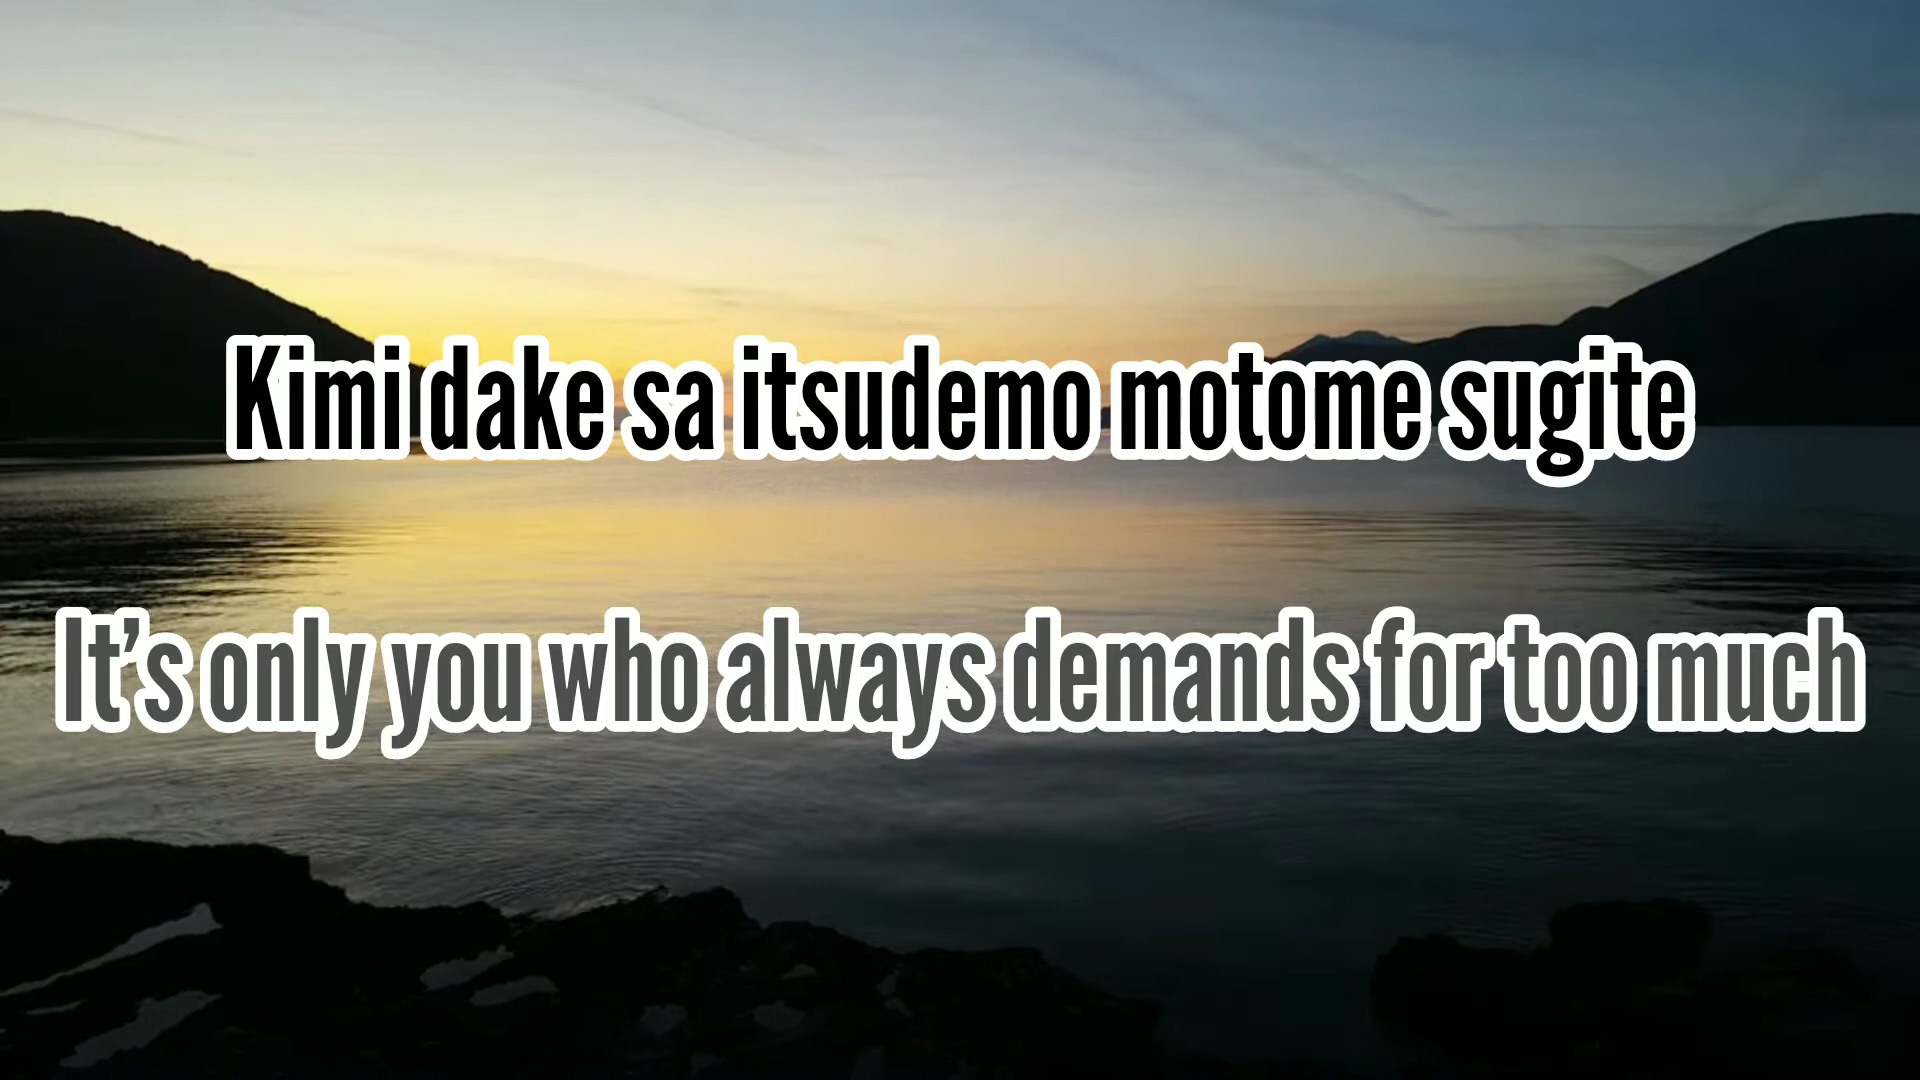 Kimi dake sa itsudemo motome sugite
It's only you who always demands for too much